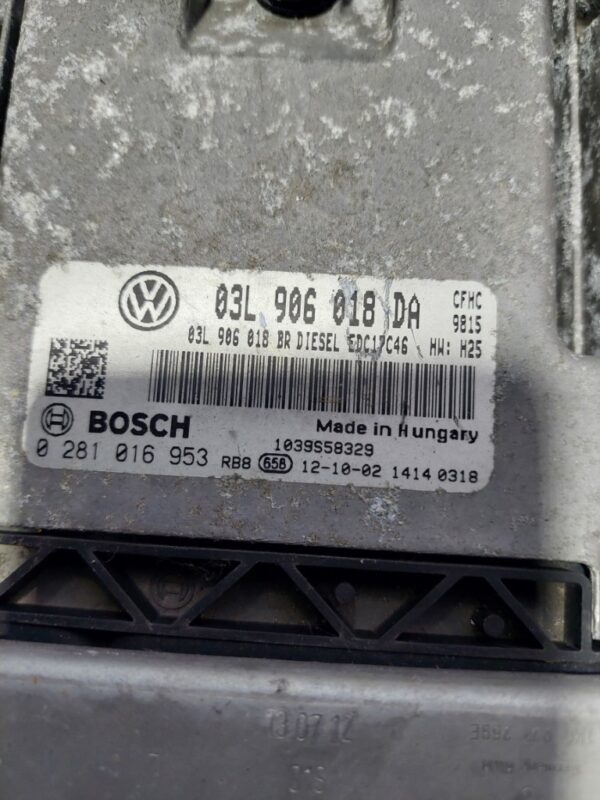 03L 906 018 DA
CFHC
9815
03L 906 018 BR DIESEL EDC17C46 HW: H25
BOSCH
Made in Hungary
1039S58329
0 281 016 953 RB8 656 12-10-02 1414 0318